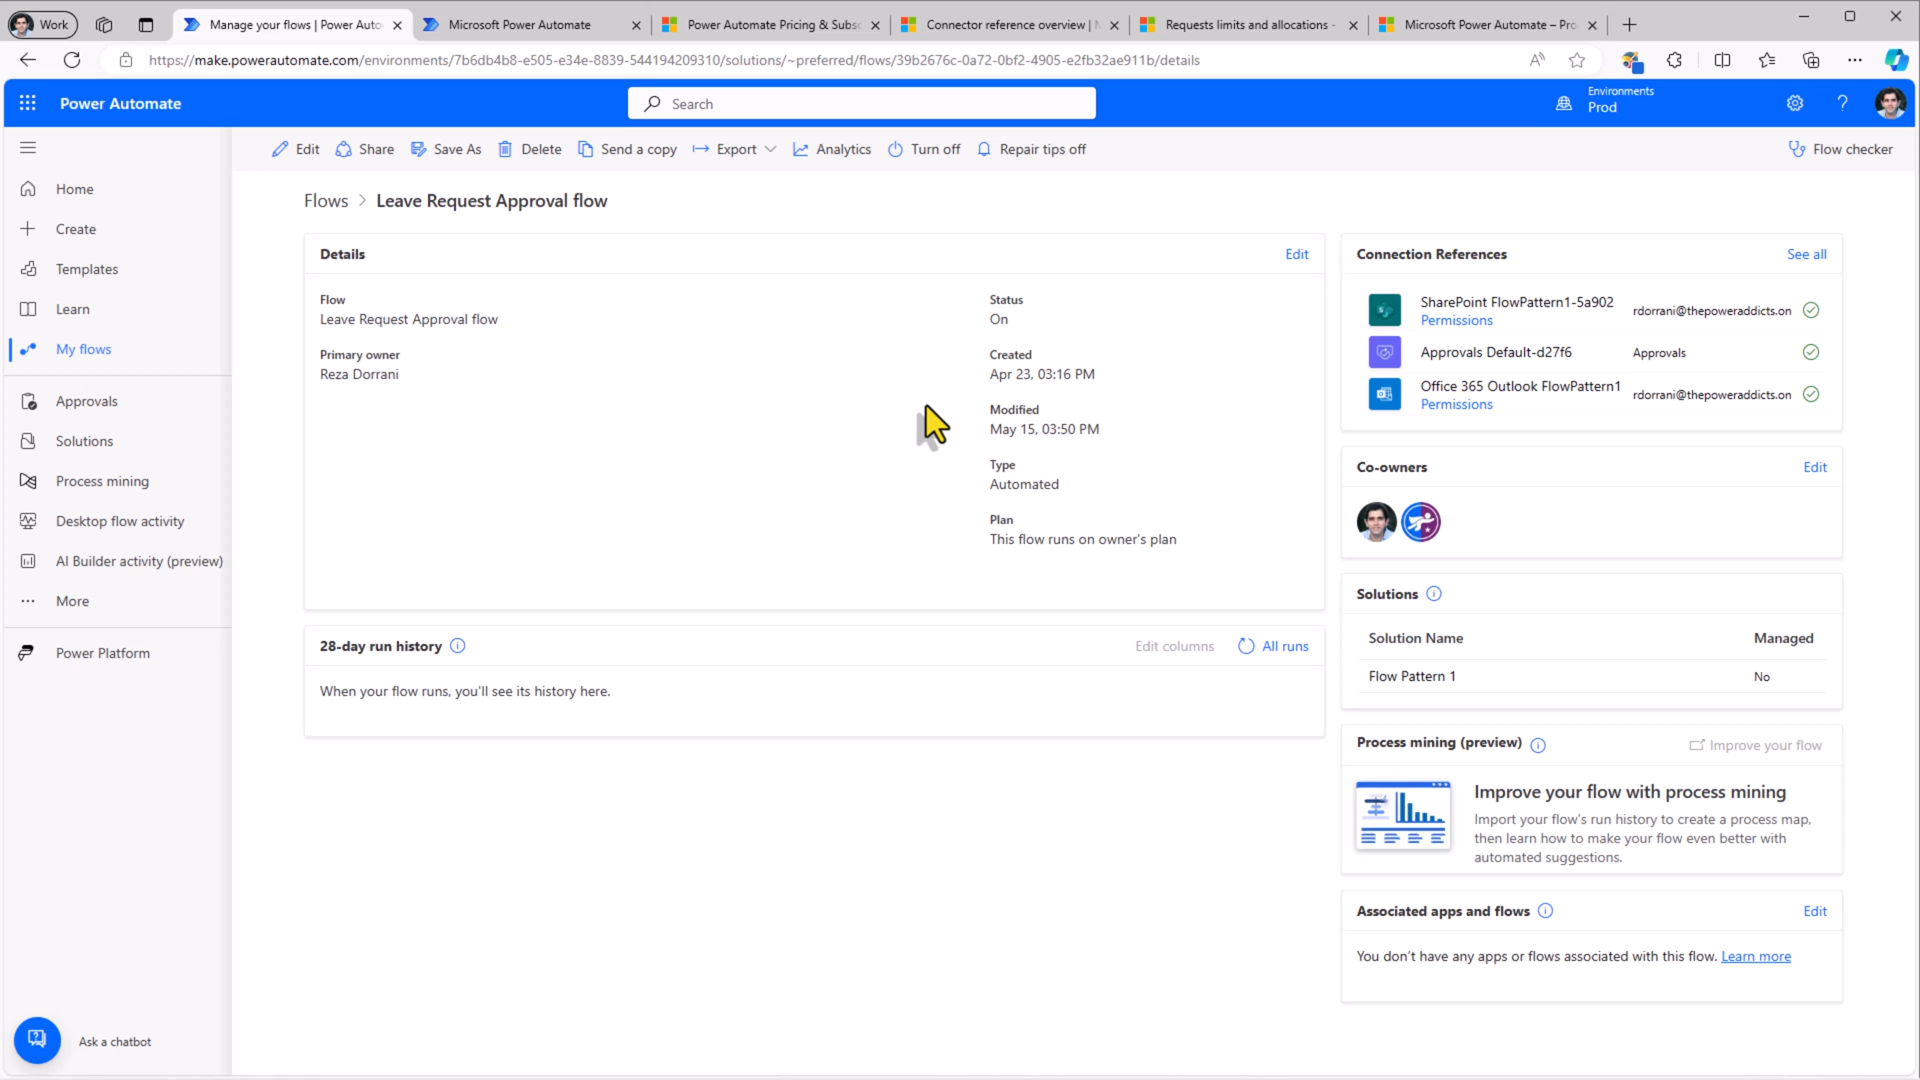 Work
Manage your flows | Power Auto
Microsoft Power Automate
Power Automate Pricing & Subsc
Connector reference overview | M
Requests limits and allocations -
Microsoft Power Automate – Pro
https://make.powerautomate.com/environments/7b6db4b8-e505-e34e-8839-544194209310/solutions/~preferred/flows/39b2676c-0a72-0bf2-4905-e2fb32ae911b/details
Power Automate
Search
Environments
Prod
Edit
Share
Save As
Delete
Send a copy
Export
Analytics
Turn off
Repair tips off
Flow checker
Home
Create
Templates
Learn
My flows
Approvals
Solutions
Process mining
Desktop flow activity
AI Builder activity (preview)
More
Power Platform
Ask a chatbot
Flows > Leave Request Approval flow
Details
Edit
Flow
Leave Request Approval flow
Primary owner
Reza Dorrani
Status
On
Created
Apr 23, 03:16 PM
Modified
May 15, 03:50 PM
Type
Automated
Plan
This flow runs on owner's plan
28-day run history
Edit columns
All runs
When your flow runs, you'll see its history here.
Connection References
See all
SharePoint FlowPattern1-5a902
Permissions
rdorrani@thepoweraddicts.on
Approvals Default-d27f6
Approvals
Office 365 Outlook FlowPattern1
Permissions
rdorrani@thepoweraddicts.on
Co-owners
Edit
Solutions
Solution Name
Managed
Flow Pattern 1
No
Process mining (preview)
Improve your flow
Improve your flow with process mining
Import your flow's run history to create a process map,
then learn how to make your flow even better with
automated suggestions.
Associated apps and flows
Edit
You don't have any apps or flows associated with this flow. Learn more